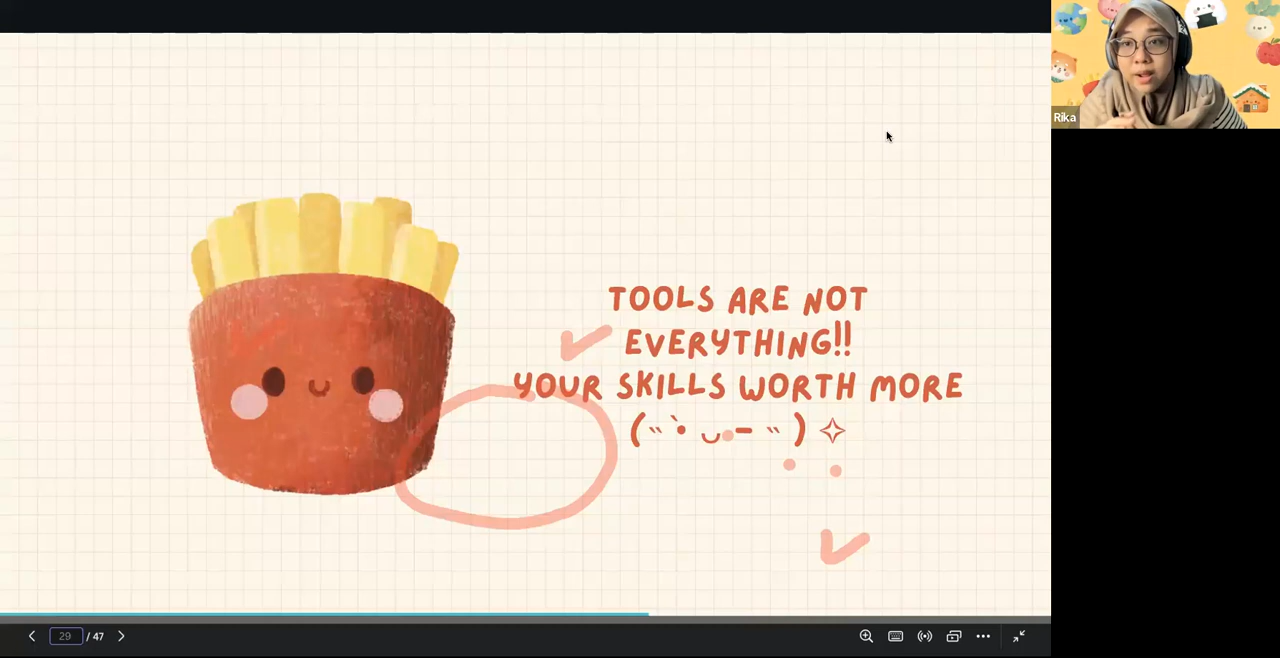 TOOLS ARE NOT
EVERYTHING!!
YOUR SKILLS WORTH MORE
(˶ˋ• ᴗ - ˶) ✧
Rika
29 / 47